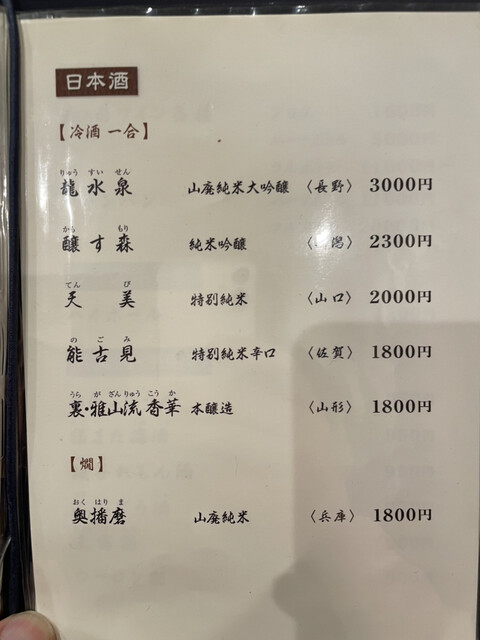 日本酒
【冷酒 一合】
りゅう すい せん
龍水泉 山廃純米大吟醸 〈長野〉 3000円
かも もり
醸す森 純米吟醸 〈新潟〉 2300円
てん び
天美 特別純米 〈山口〉 2000円
の ご み
能古見 特別純米辛口 〈佐賀〉 1800円
うら が ざんりゅう こう か
裏・雅山流 香華 本醸造 〈山形〉 1800円
【燗】
おく はり ま
奥播磨 山廃純米 〈兵庫〉 1800円